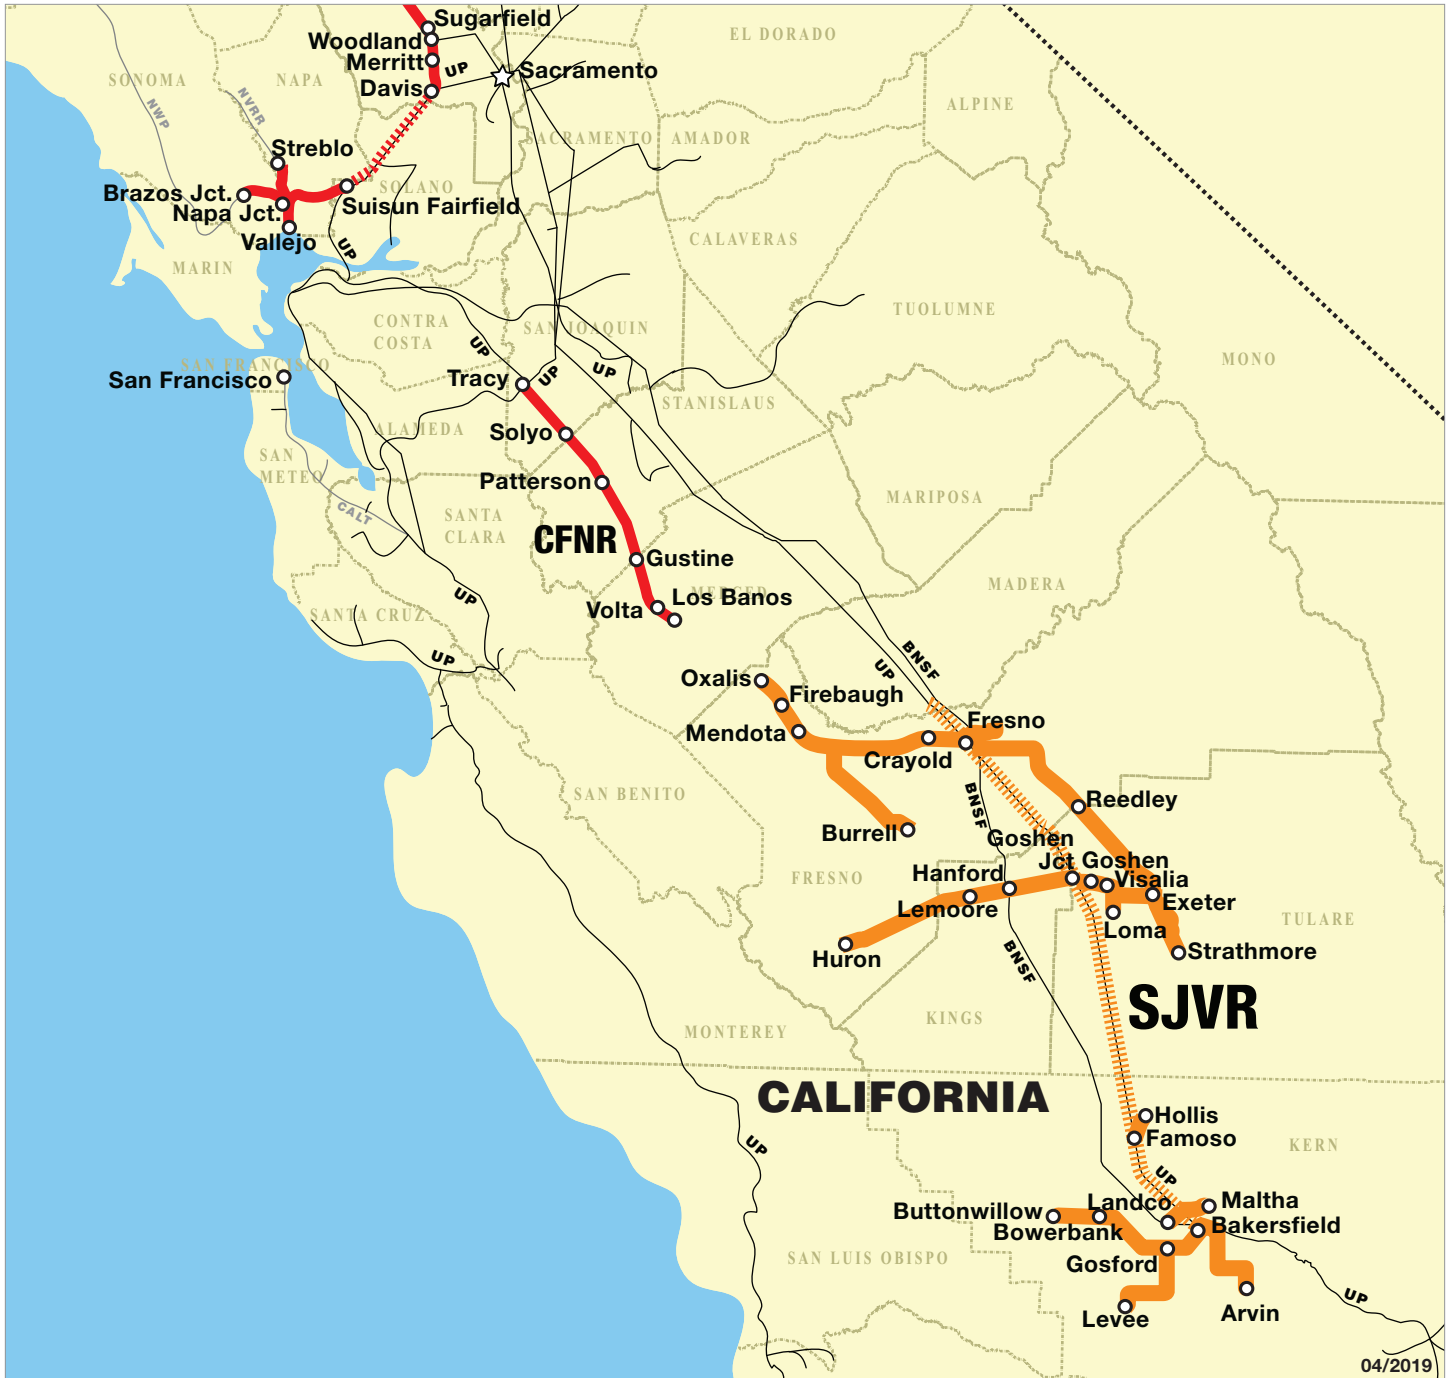 Sugarfield
Woodland
Merritt
Davis
UP
Sacramento
EL DORADO
SONOMA
NAPA
NWP
NVRR
ALPINE
SACRAMENTO
AMADOR
Streblo
SOLANO
Brazos Jct.
Napa Jct.
Suisun Fairfield
Vallejo
UP
MARIN
CALAVERAS
TUOLUMNE
CONTRA
COSTA
SAN JOAQUIN
UP
UP
UP
MONO
SAN FRANCISCO
San Francisco
Tracy
STANISLAUS
ALAMEDA
Solyo
SAN
METEO
Patterson
MARIPOSA
CALT
SANTA
CLARA
CFNR
Gustine
MADERA
MERCED
Los Banos
Volta
UP
SANTA CRUZ
UP
BNSF
UP
Oxalis
Firebaugh
Fresno
Mendota
Crayold
SAN BENITO
BNSF
Reedley
Burrell
Goshen
Jct
Goshen
Hanford
FRESNO
Visalia
Exeter
Lemoore
TULARE
Loma
Huron
BNSF
Strathmore
SJVR
KINGS
MONTEREY
CALIFORNIA
Hollis
Famoso
UP
KERN
UP
Landco
Maltha
Buttonwillow
Bowerbank
Bakersfield
SAN LUIS OBISPO
Gosford
UP
Levee
Arvin
04/2019